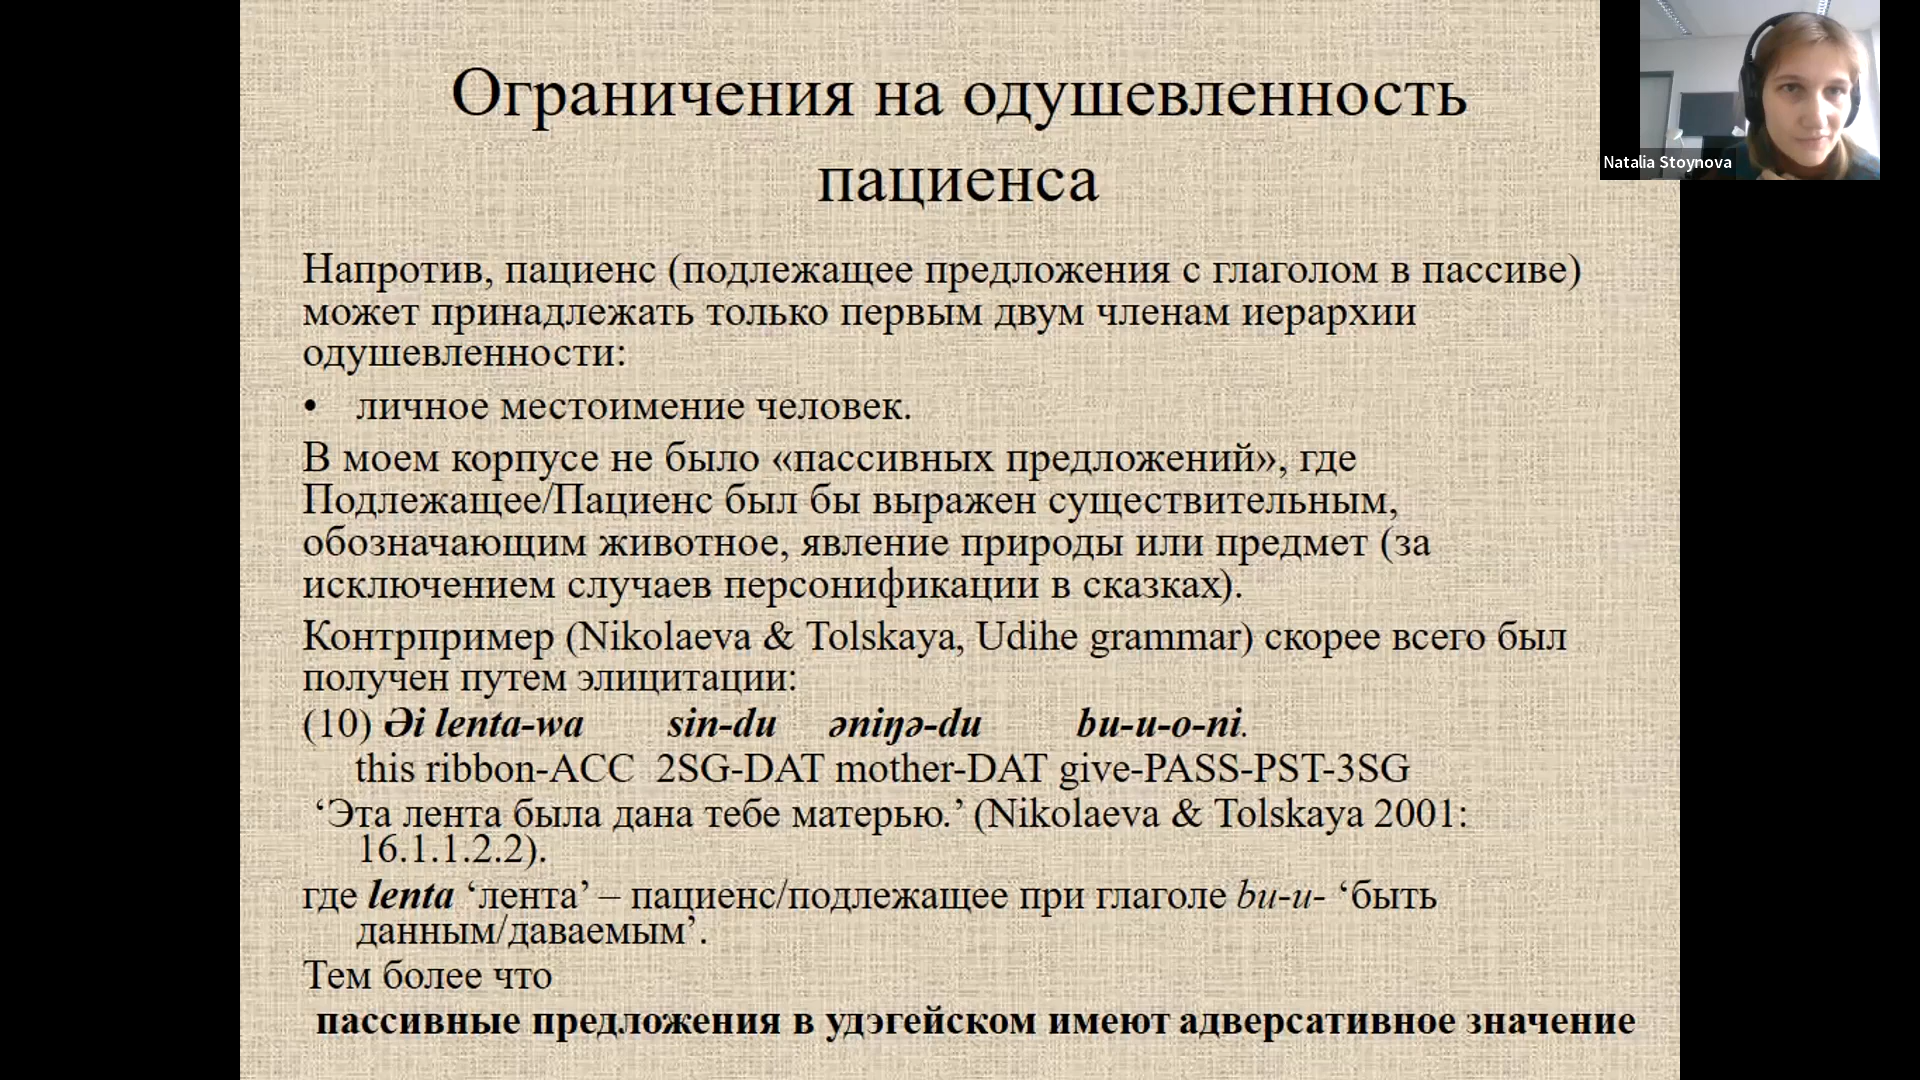 Ограничения на одушевленность
пациенса
Natalia Stoynova
Напротив, пациенс (подлежащее предложения с глаголом в пассиве)
может принадлежать только первым двум членам иерархии
одушевленности:
• личное местоимение человек.
В моем корпусе не было «пассивных предложений», где
Подлежащее/Пациенс был бы выражен существительным,
обозначающим животное, явление природы или предмет (за
исключением случаев персонификации в сказках).
Контрпример (Nikolaeva & Tolskaya, Udihe grammar) скорее всего был
получен путем элицитации:
(10) Əi lenta-wa sin-du əniŋə-du bu-u-o-ni.
this ribbon-ACC 2SG-DAT mother-DAT give-PASS-PST-3SG
‘Эта лента была дана тебе матерью.’ (Nikolaeva & Tolskaya 2001:
16.1.1.2.2).
где lenta ‘лента’ – пациенс/подлежащее при глаголе bu-u- ‘быть
данным/даваемым’.
Тем более что
пассивные предложения в удэгейском имеют адверсативное значение